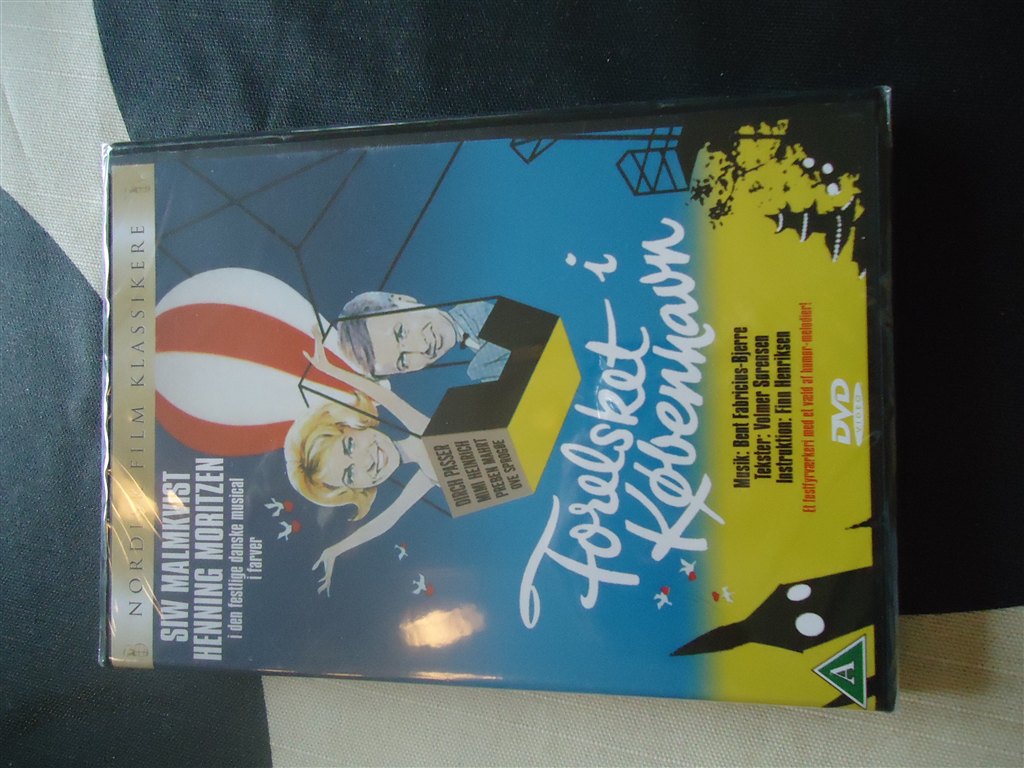 NORDISK FILM KLASSIKERE
SIW MALMKVIST
HENNING MORITZEN
i den festlige danske musical
i farver
DIRCH PASSER
MIMI HEINRICH
PREBEN MAHRT
OVE SPROGØE
Forelsket i
København
Musik: Bent Fabricius-Bjerre
Tekster: Volmer Sørensen
Instruktion: Finn Henriksen
Et festfyrværkeri med et væld af humør-melodier!
DVD
VIDEO
A